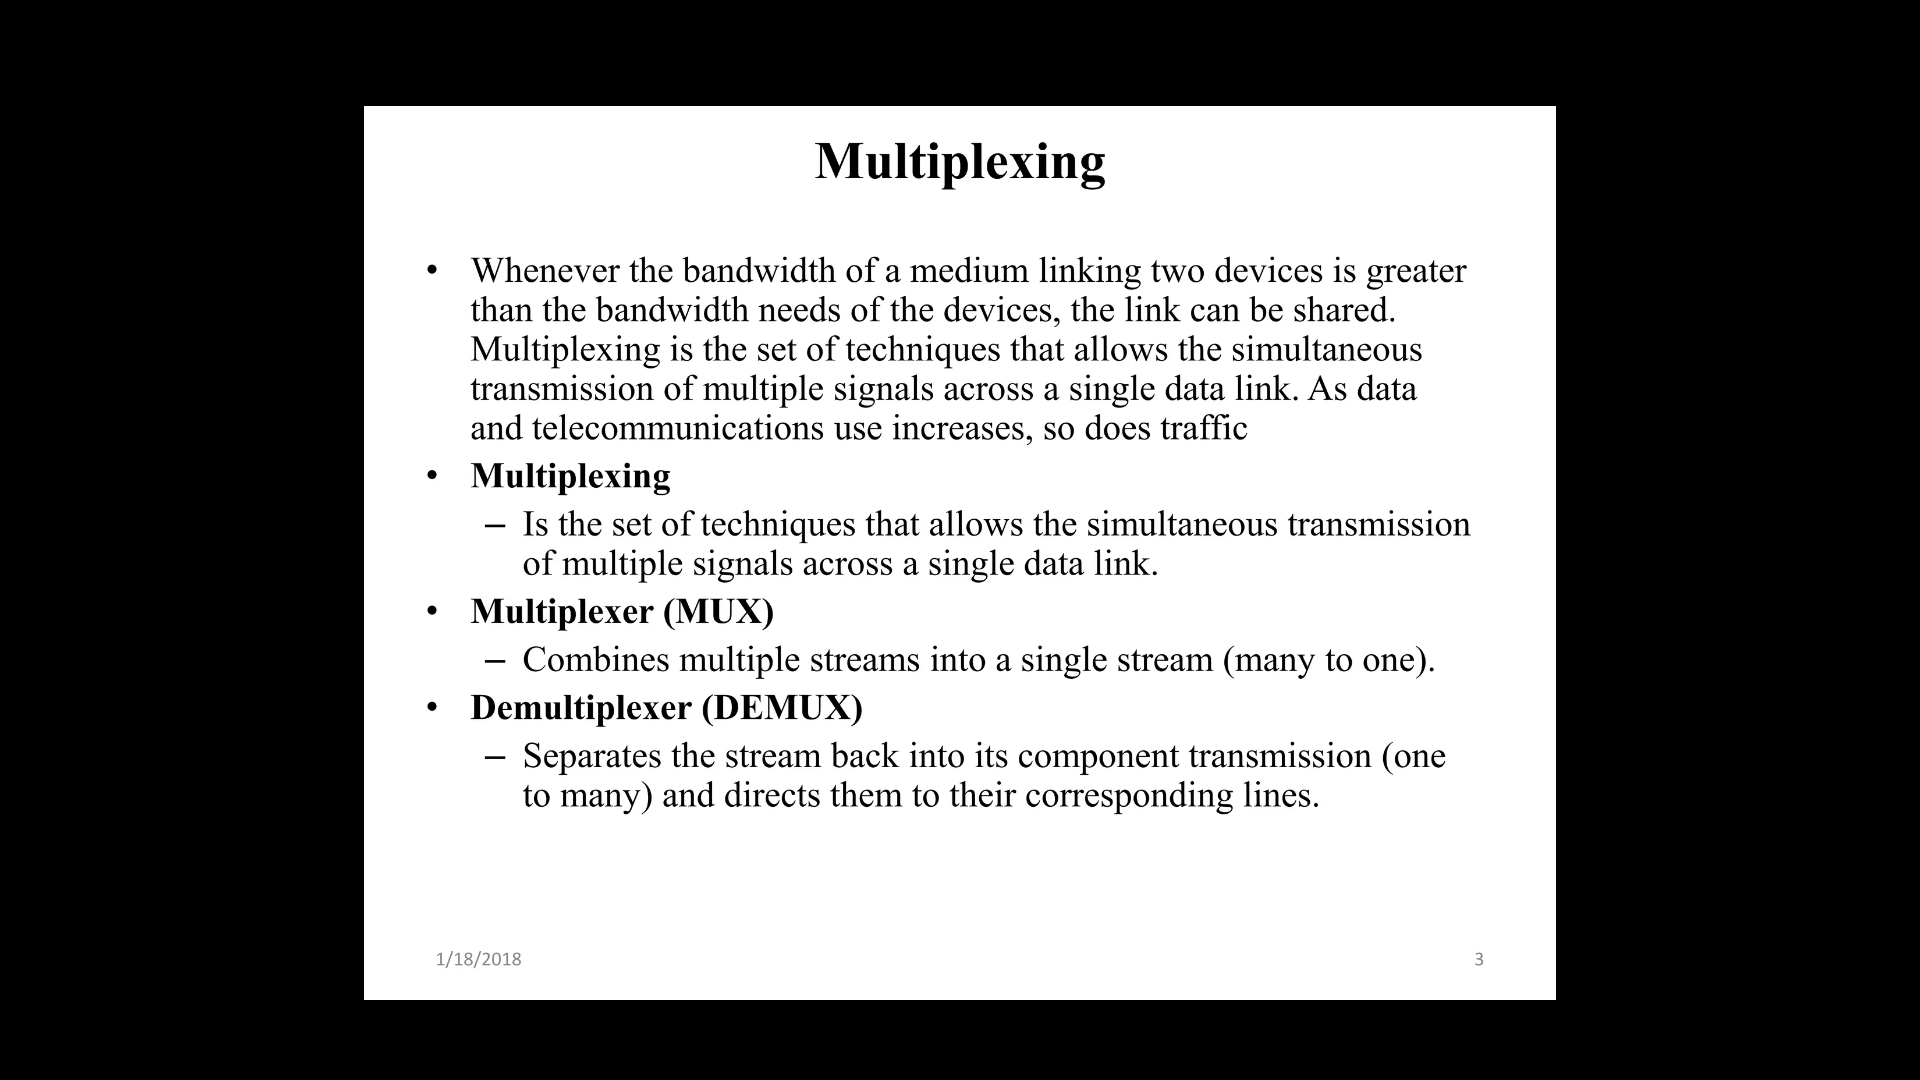 Multiplexing
• Whenever the bandwidth of a medium linking two devices is greater
than the bandwidth needs of the devices, the link can be shared.
Multiplexing is the set of techniques that allows the simultaneous
transmission of multiple signals across a single data link. As data
and telecommunications use increases, so does traffic
• Multiplexing
– Is the set of techniques that allows the simultaneous transmission
of multiple signals across a single data link.
• Multiplexer (MUX)
– Combines multiple streams into a single stream (many to one).
• Demultiplexer (DEMUX)
– Separates the stream back into its component transmission (one
to many) and directs them to their corresponding lines.
1/18/2018
3